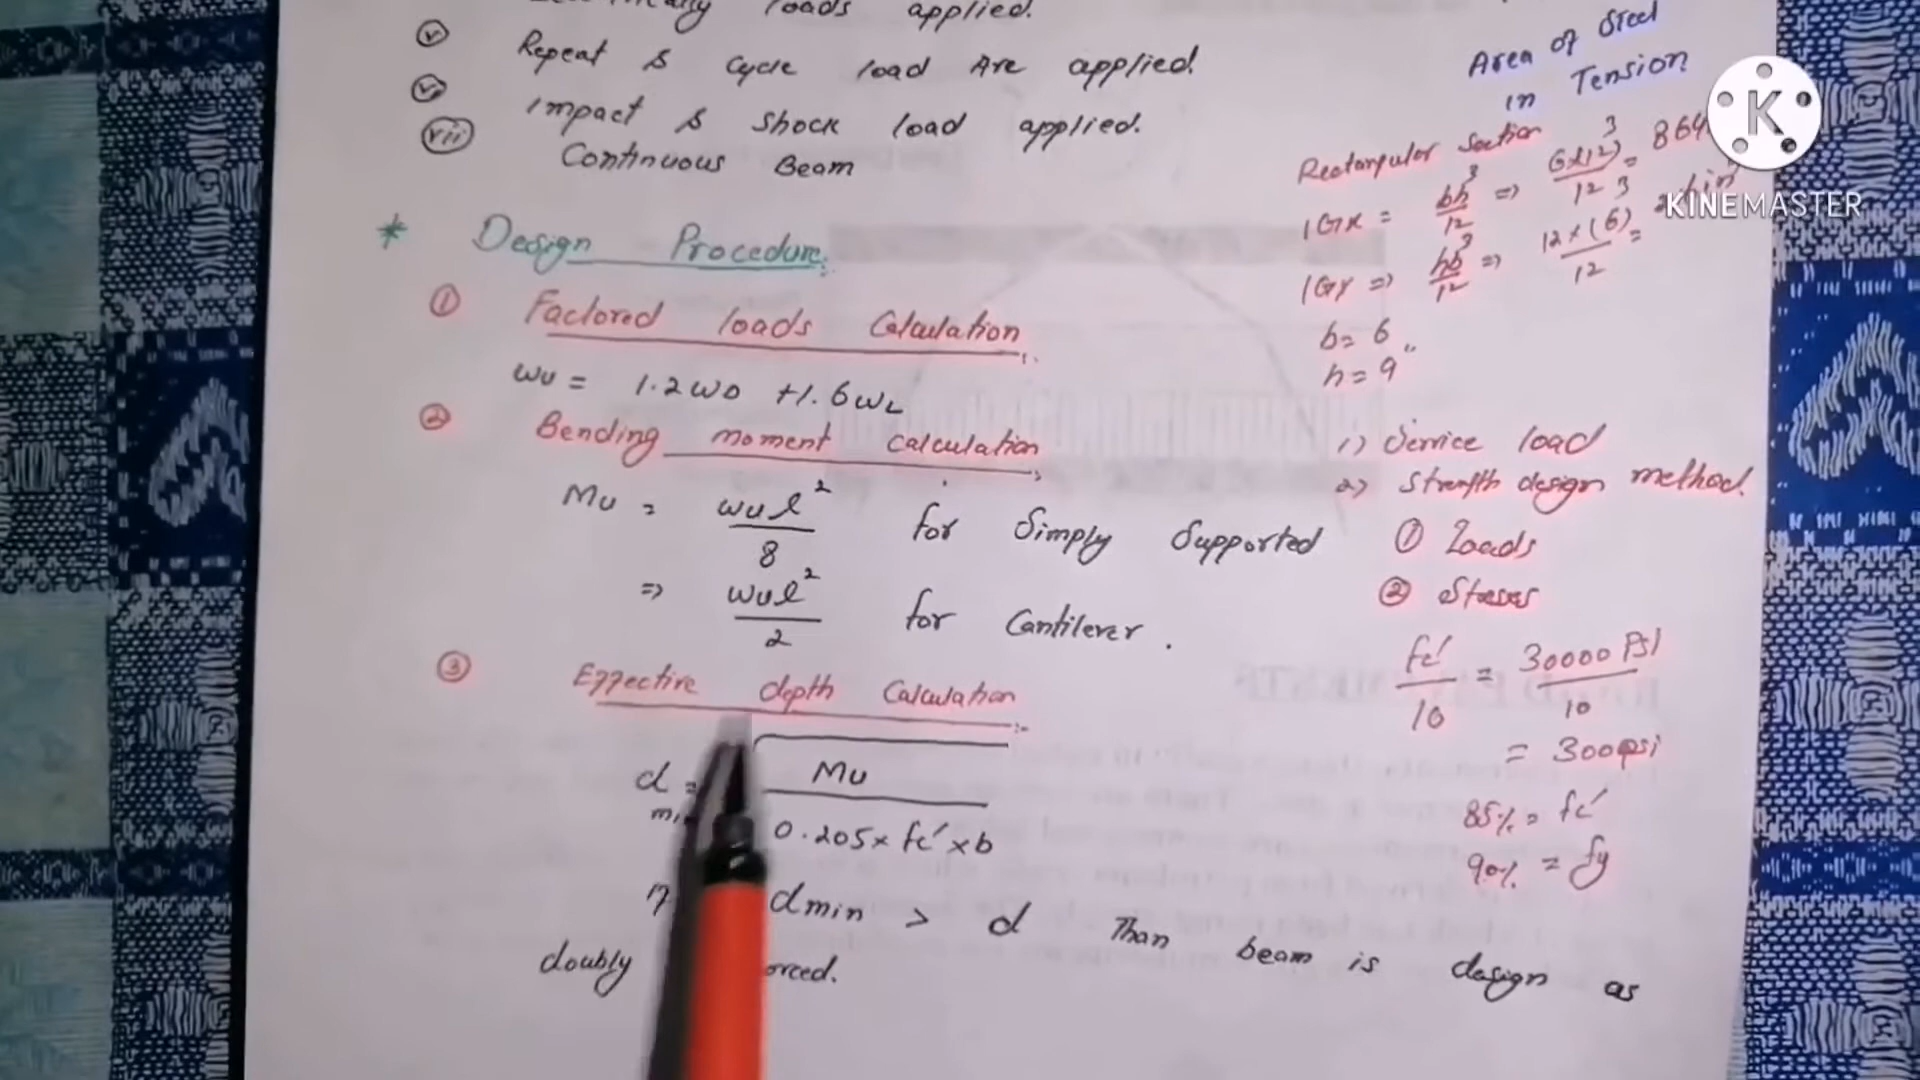 loads applied.
Repeat & Cycle load Are applied.
Impact & Shock load applied.
(vii) Continuous Beam
* Design Procedure:
① Factored loads Calculation
wu = 1.2wD + 1.6wL
② Bending moment Calculation
Mu = wul²/8 for Simply Supported
=> wul²/2 for Cantilever.
③ Effective depth Calculation
d = Mu
0.205 x fc' x b
dmin > d Than beam is design as
doubly orced.
Area of Steel
in Tension
Rectangular Section
IGx = bh³/12 => 6x(12)³/12 = 864
IGy => hb³/12 => 12x(6)³/12 =
b= 6"
h= 9
1) Service load
2) Strength design method.
① Loads
② Stresses
fc'/10 = 30000 PSI/10
= 300psi
85% = fc'
90% = fy
K
KINEMASTER